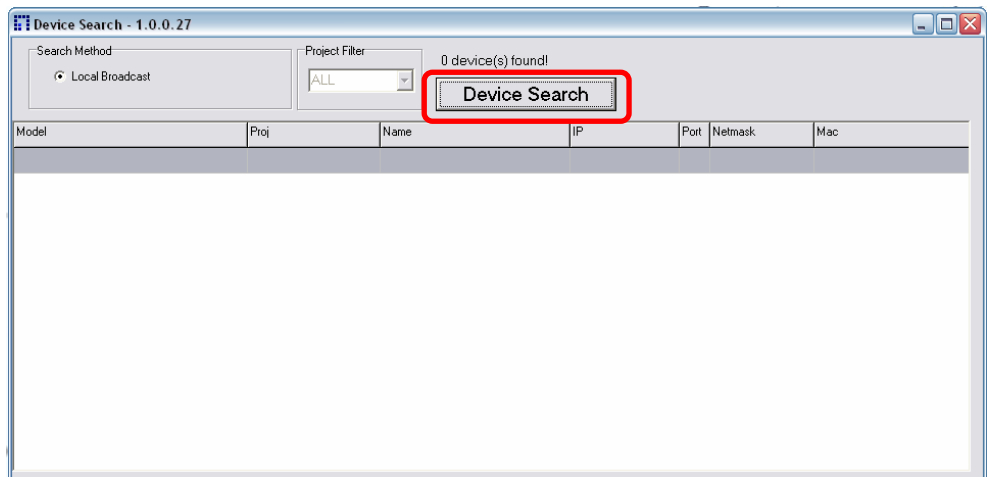 Device Search - 1.0.0.27
Search Method
Local Broadcast
Project Filter
ALL
0 device(s) found!
Device Search
Model Proj Name IP Port Netmask Mac